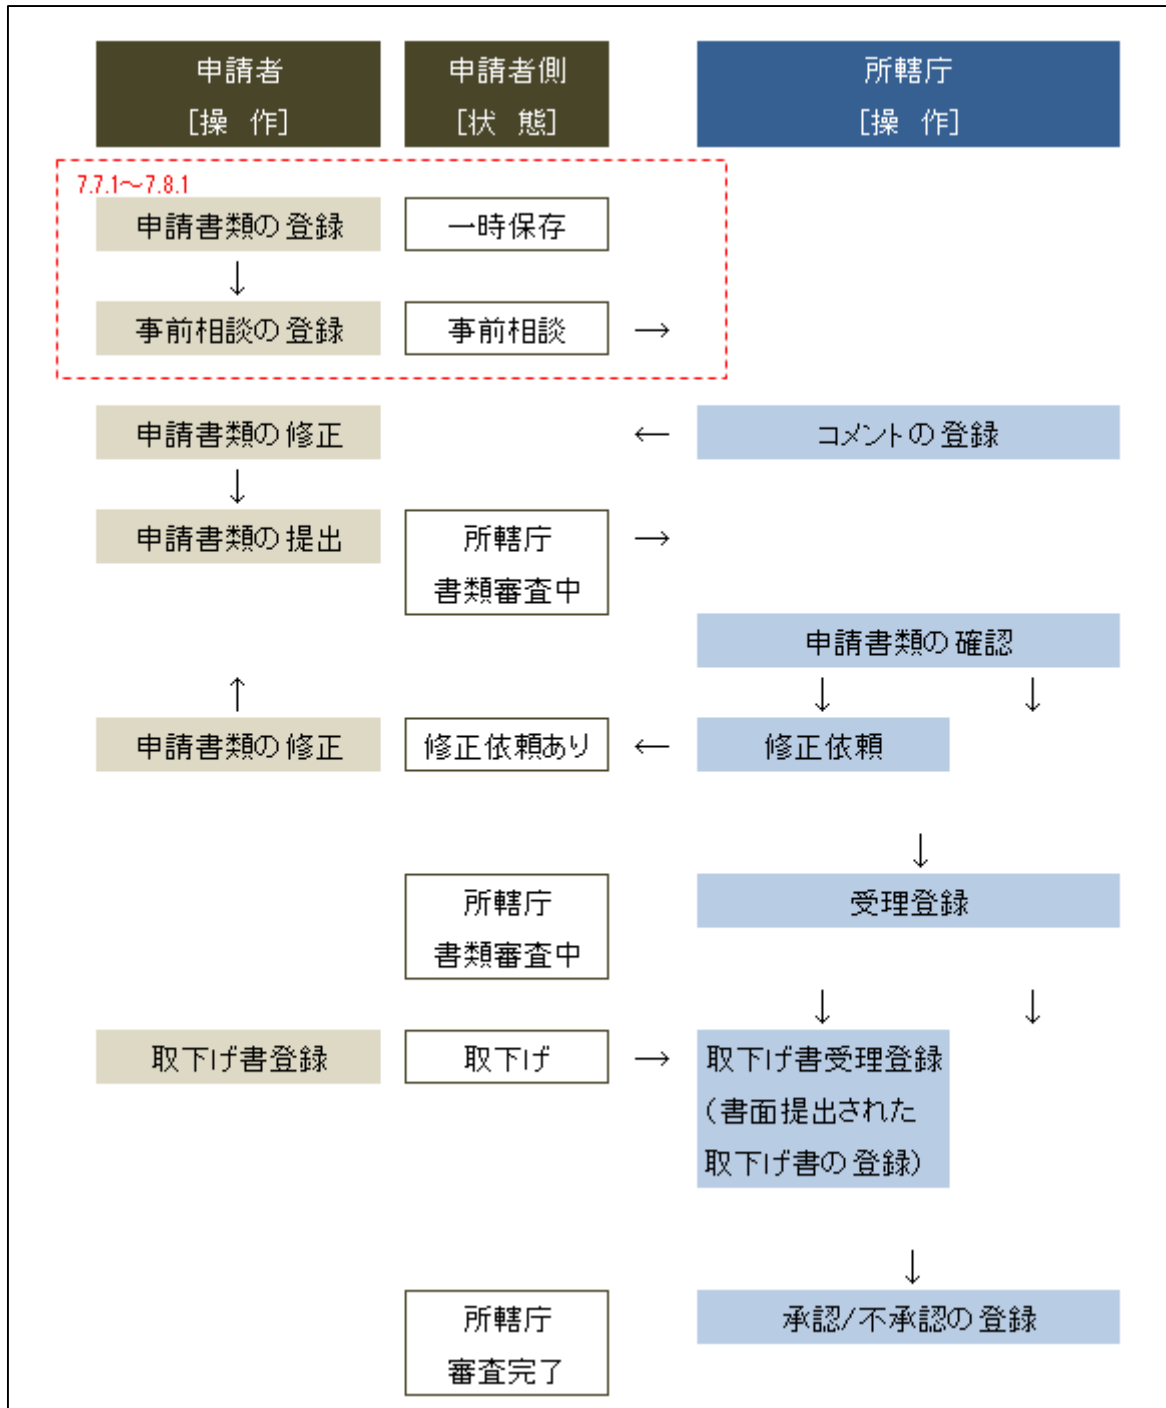 申請者
[操 作]
申請者側
[状 態]
所轄庁
[操 作]
7.7.1～7.8.1
申請書類の登録
一時保存
↓
事前相談の登録
事前相談
→
申請書類の修正
←
コメントの登録
↓
申請書類の提出
所轄庁
書類審査中
→
申請書類の確認
↑
↓
↓
申請書類の修正
修正依頼あり
←
修正依頼
↓
所轄庁
書類審査中
受理登録
↓
↓
取下げ書登録
取下げ
→
取下げ書受理登録
（書面提出された
取下げ書の登録）
↓
所轄庁
審査完了
承認/不承認の登録